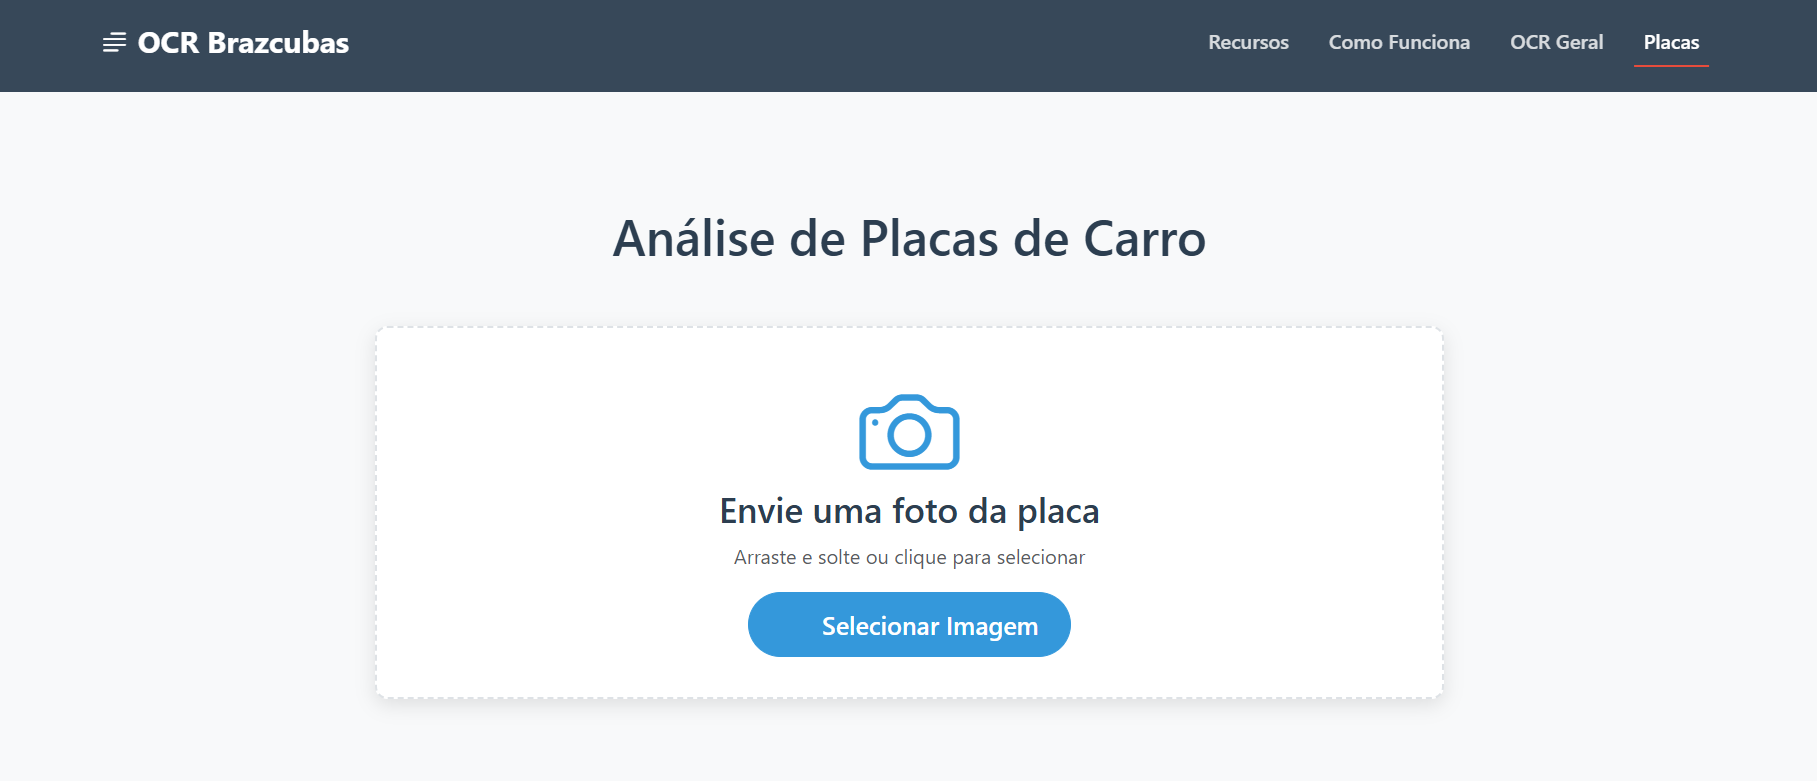 OCR Brazcubas
Recursos
Como Funciona
OCR Geral
Placas
Análise de Placas de Carro
Envie uma foto da placa
Arraste e solte ou clique para selecionar
Selecionar Imagem